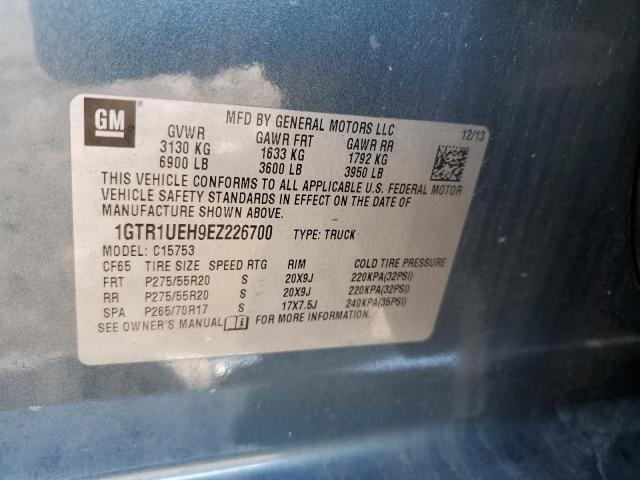 GM
MFD BY GENERAL MOTORS LLC 12/13
GVWR GAWR FRT GAWR RR
3130 KG 1633 KG 1792 KG
6900 LB 3600 LB 3950 LB
THIS VEHICLE CONFORMS TO ALL APPLICABLE U.S. FEDERAL MOTOR
VEHICLE SAFETY STANDARDS IN EFFECT ON THE DATE OF
MANUFACTURE SHOWN ABOVE.
1GTR1UEH9EZ226700 TYPE: TRUCK
MODEL: C15753
CF65 TIRE SIZE SPEED RTG RIM COLD TIRE PRESSURE
FRT P275/55R20 S 20X9J 220KPA(32PSI)
RR P275/55R20 S 20X9J 220KPA(32PSI)
SPA P265/70R17 S 17X7.5J 240KPA(35PSI)
SEE OWNER'S MANUAL FOR MORE INFORMATION.